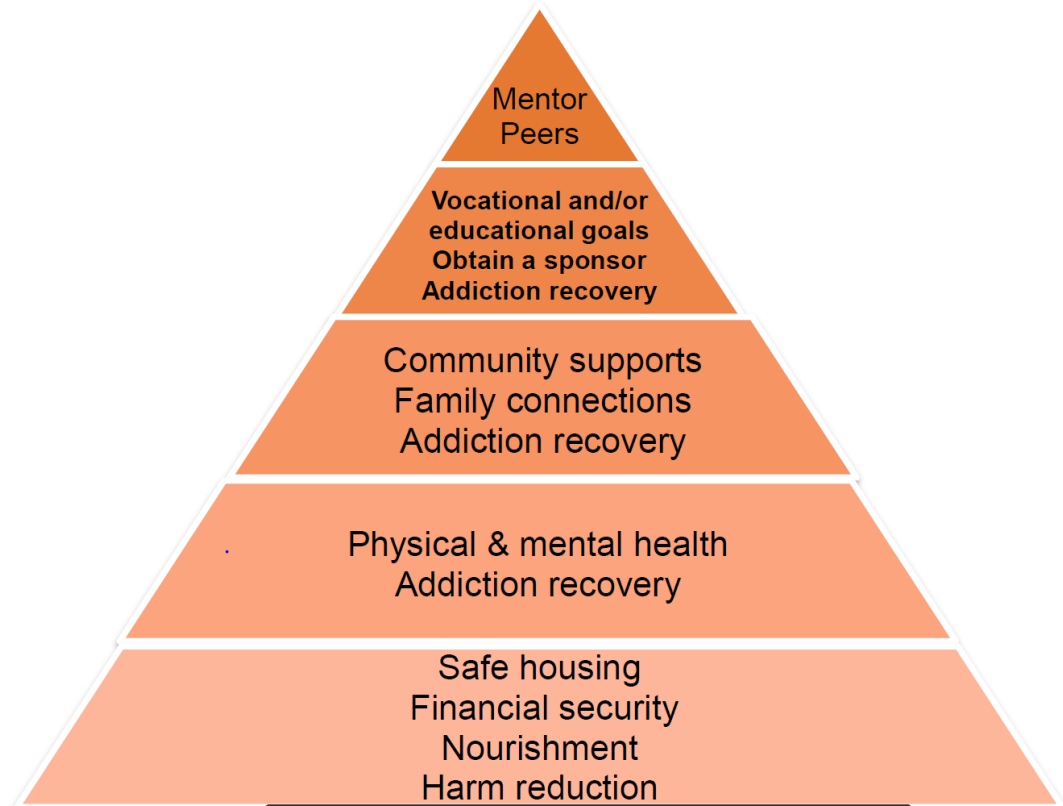 Mentor
Peers
Vocational and/or
educational goals
Obtain a sponsor
Addiction recovery
Community supports
Family connections
Addiction recovery
Physical & mental health
Addiction recovery
Safe housing
Financial security
Nourishment
Harm reduction